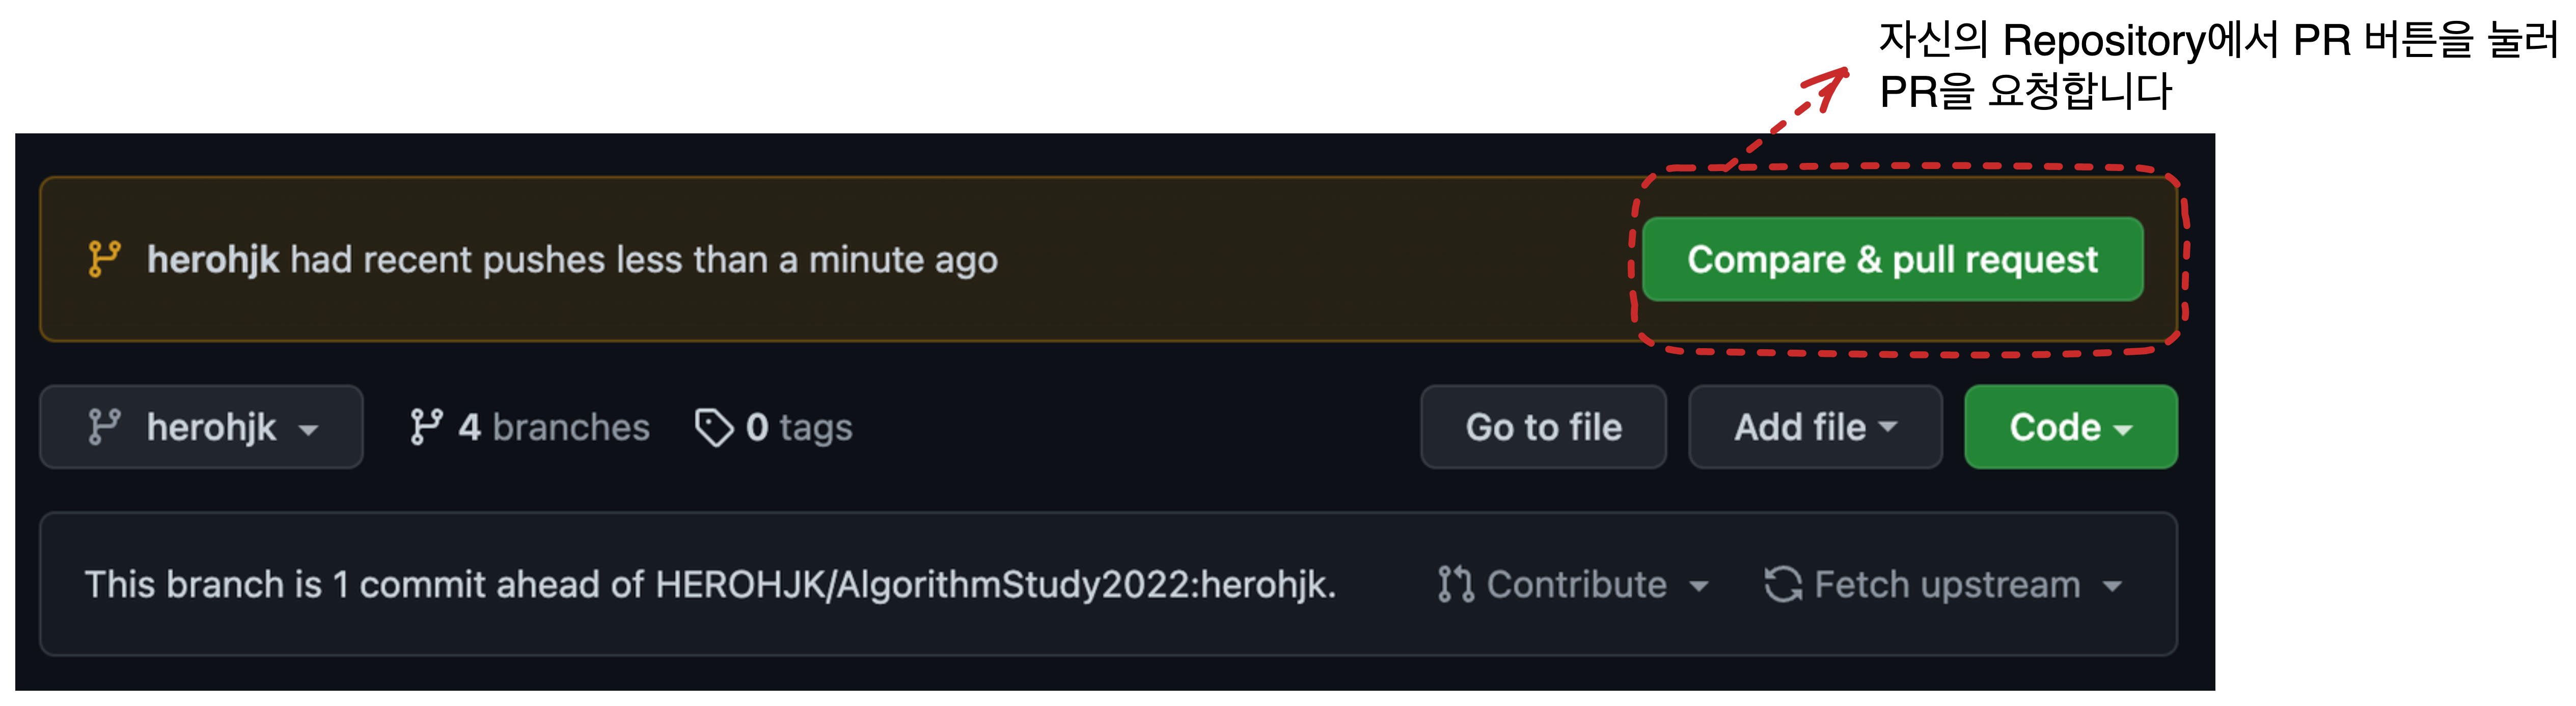 자신의 Repository에서 PR 버튼을 눌러
PR을 요청합니다
herohjk had recent pushes less than a minute ago
Compare & pull request
herohjk
4 branches
0 tags
Go to file
Add file
Code
This branch is 1 commit ahead of HEROHJK/AlgorithmStudy2022:herohjk.
Contribute
Fetch upstream